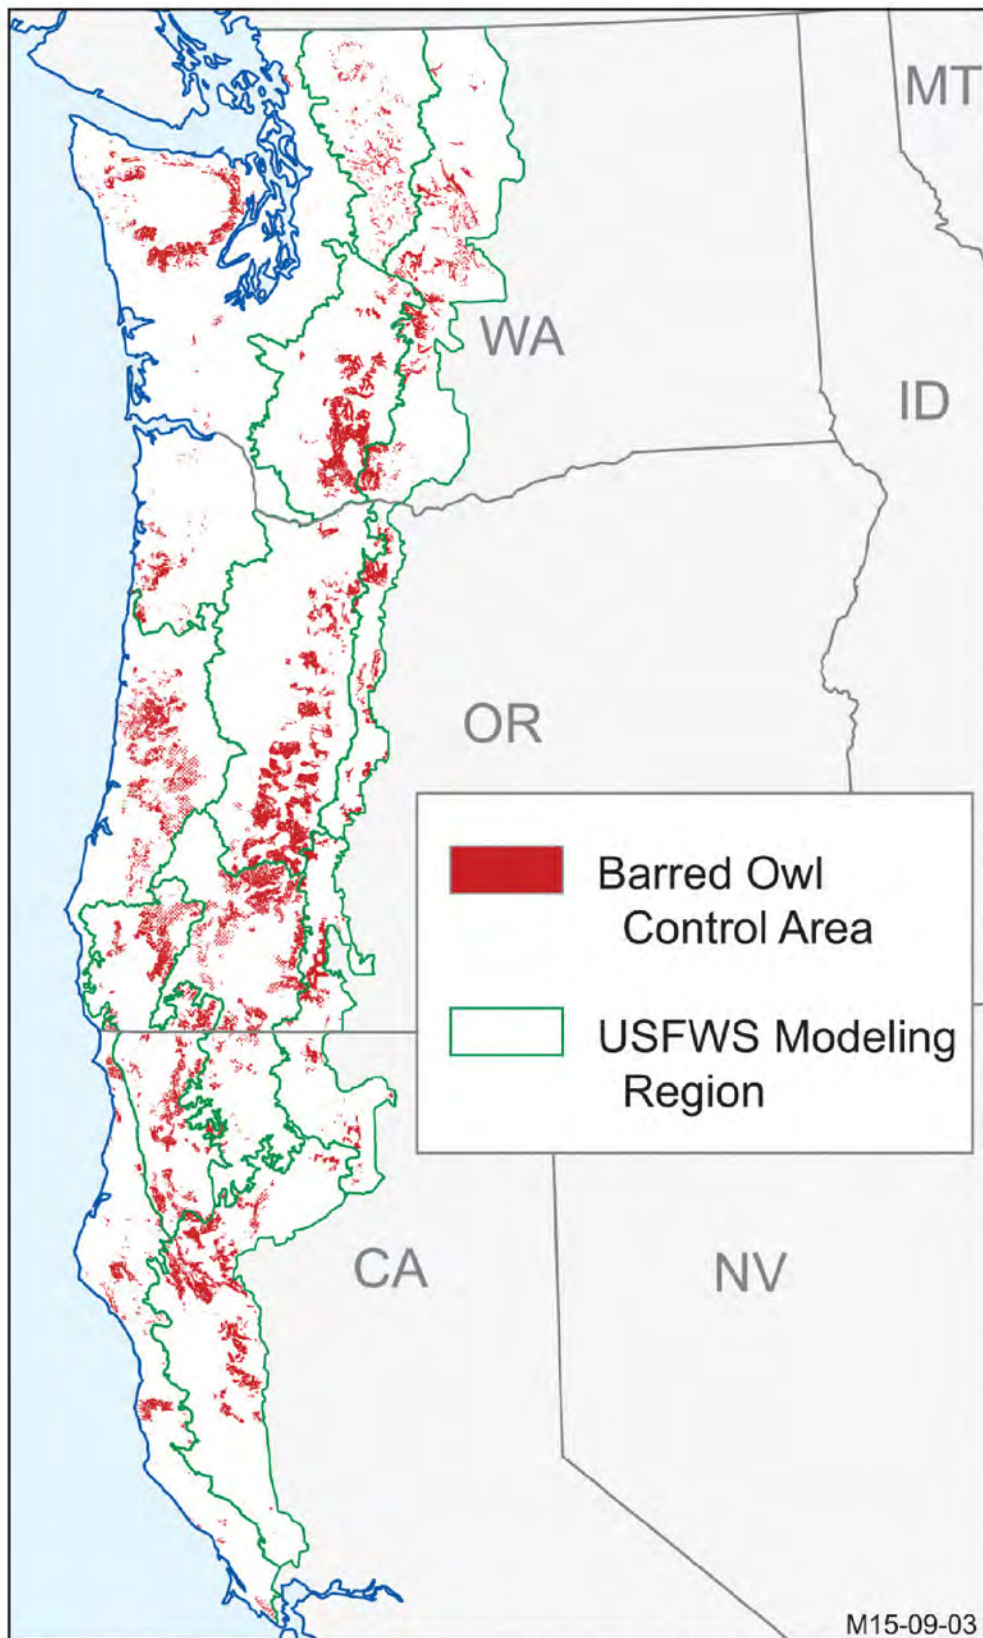 MT
WA
ID
OR
Barred Owl
Control Area
USFWS Modeling
Region
CA
NV
M15-09-03